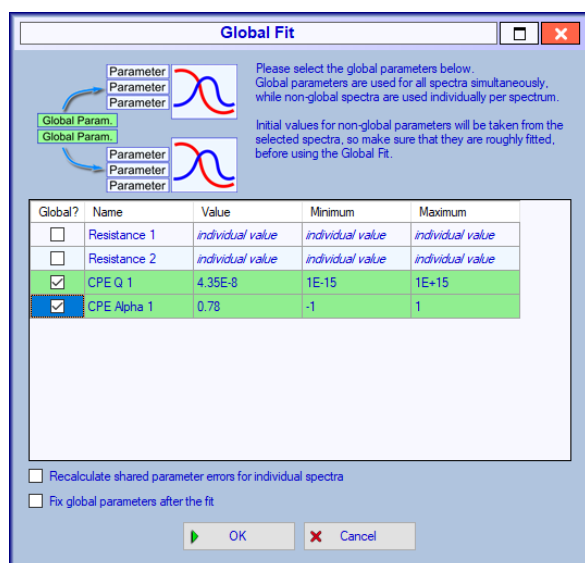 Global Fit
Parameter
Parameter
Parameter
Global Param.
Global Param.
Parameter
Parameter
Parameter
Please select the global parameters below.
Global parameters are used for all spectra simultaneously,
while non-global spectra are used individually per spectrum.
Initial values for non-global parameters will be taken from the
selected spectra, so make sure that they are roughly fitted,
before using the Global Fit.
Global? Name Value Minimum Maximum
Resistance 1 individual value individual value individual value
Resistance 2 individual value individual value individual value
CPE Q 1 4.35E-8 1E-15 1E+15
CPE Alpha 1 0.78 -1 1
Recalculate shared parameter errors for individual spectra
Fix global parameters after the fit
OK Cancel